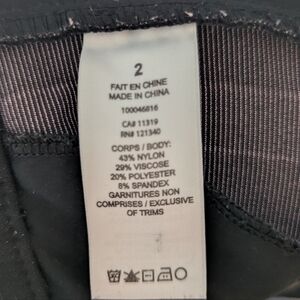 2
FAIT EN CHINE
MADE IN CHINA
100046816
CA# 11319
RN# 121340
CORPS / BODY:
43% NYLON
29% VISCOSE
20% POLYESTER
8% SPANDEX
GARNITURES NON
COMPRISES / EXCLUSIVE
OF TRIMS